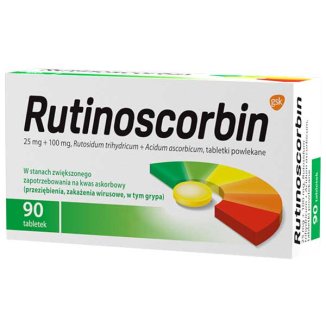 gsk
Rutinoscorbin
25 mg + 100 mg, Rutosidum trihydricum + Acidum ascorbicum, tabletki powlekane
W stanach zwiększonego
zapotrzebowania na kwas askorbowy
(przeziębienia, zakażenia wirusowe, w tym grypa)
90
tabletek
Rutinoscorbin
90 tabletek